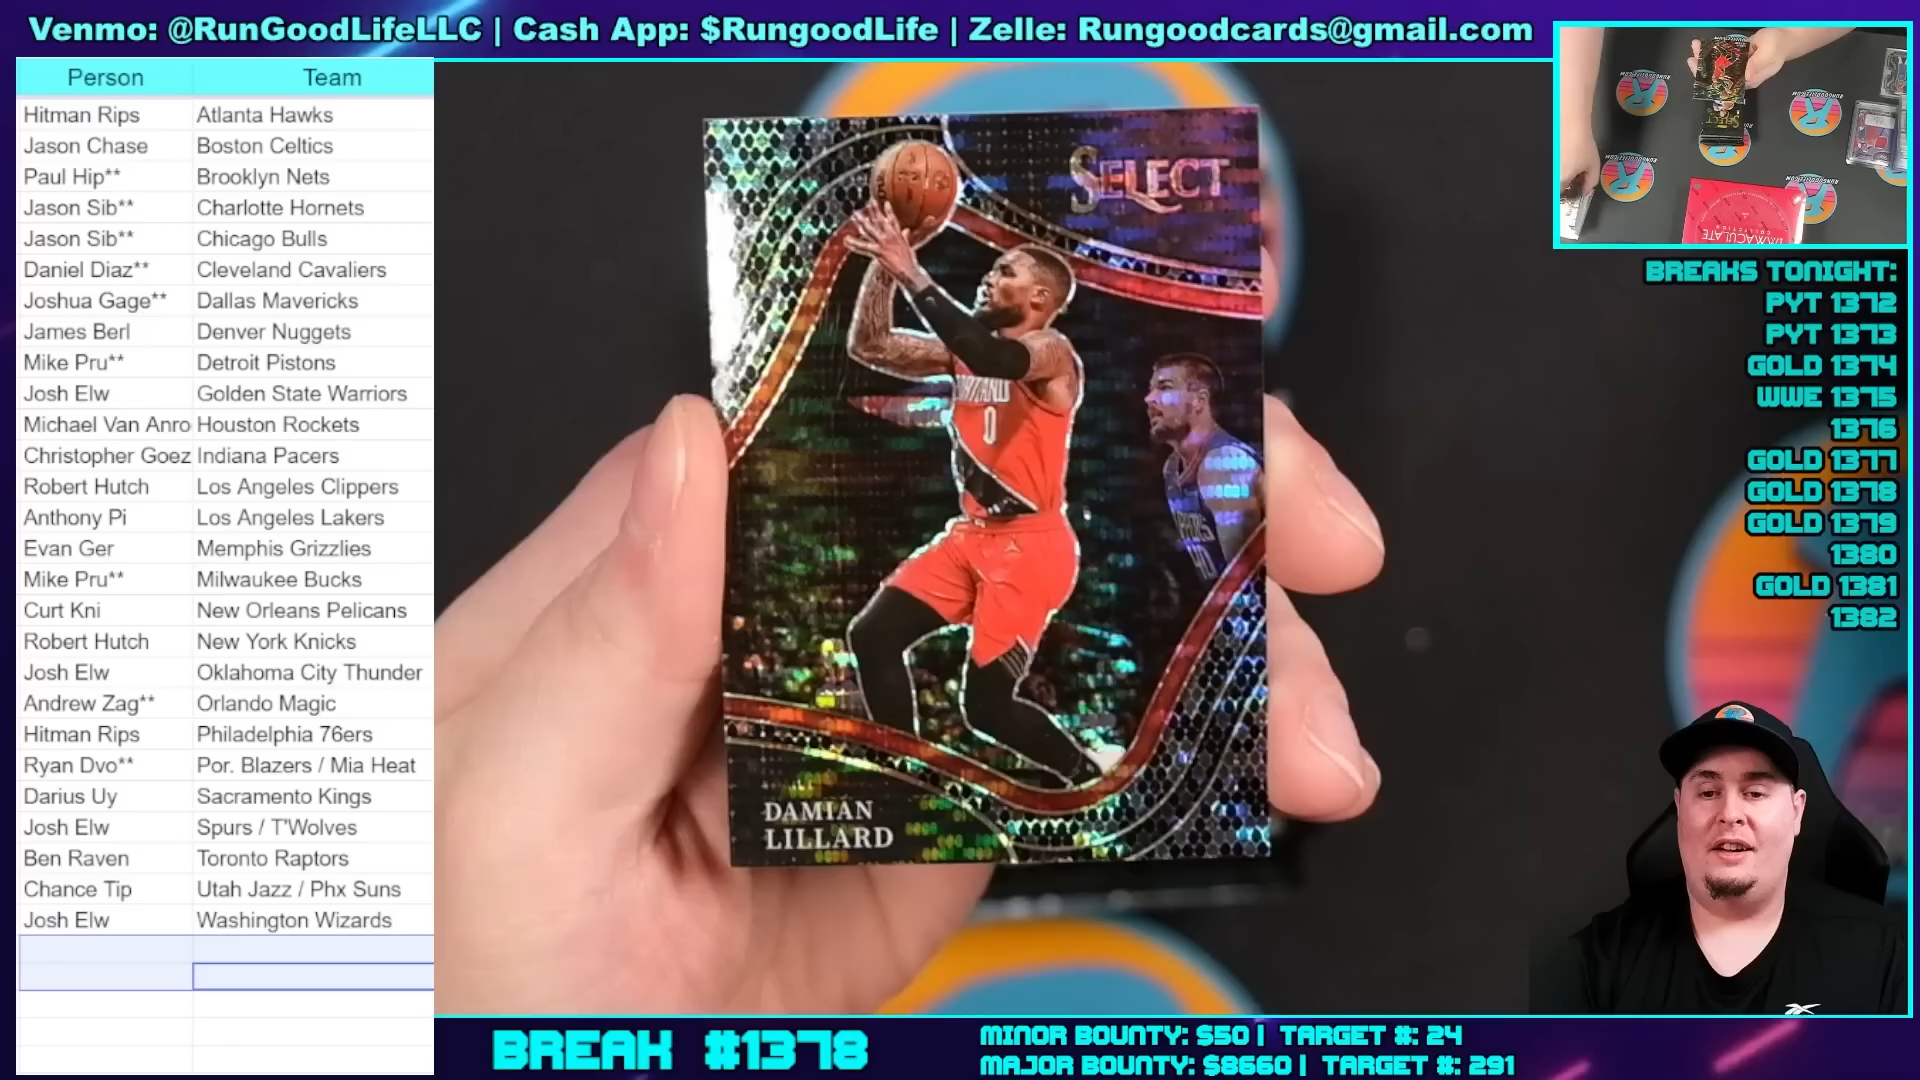 Venmo: @RunGoodLifeLLC | Cash App: $RungoodLife | Zelle: Rungoodcards@gmail.com
Person Team
Hitman Rips Atlanta Hawks
Jason Chase Boston Celtics
Paul Hip** Brooklyn Nets
Jason Sib** Charlotte Hornets
Jason Sib** Chicago Bulls
Daniel Diaz** Cleveland Cavaliers
Joshua Gage** Dallas Mavericks
James Berl Denver Nuggets
Mike Pru** Detroit Pistons
Josh Elw Golden State Warriors
Michael Van Anro Houston Rockets
Christopher Goez Indiana Pacers
Robert Hutch Los Angeles Clippers
Anthony Pi Los Angeles Lakers
Evan Ger Memphis Grizzlies
Mike Pru** Milwaukee Bucks
Curt Kni New Orleans Pelicans
Robert Hutch New York Knicks
Josh Elw Oklahoma City Thunder
Andrew Zag** Orlando Magic
Hitman Rips Philadelphia 76ers
Ryan Dvo** Por. Blazers / Mia Heat
Darius Uy Sacramento Kings
Josh Elw Spurs / T'Wolves
Ben Raven Toronto Raptors
Chance Tip Utah Jazz / Phx Suns
Josh Elw Washington Wizards
SELECT
0
DAMIAN
LILLARD
IMMACULATE
COLLECTION
BREAKS TONIGHT:
PYT 1372
PYT 1373
GOLD 1374
WWE 1375
1376
GOLD 1377
GOLD 1378
GOLD 1379
1380
GOLD 1381
1382
BREAK #1378
MINOR BOUNTY: $50 | TARGET #: 24
MAJOR BOUNTY: $8660 | TARGET #: 291